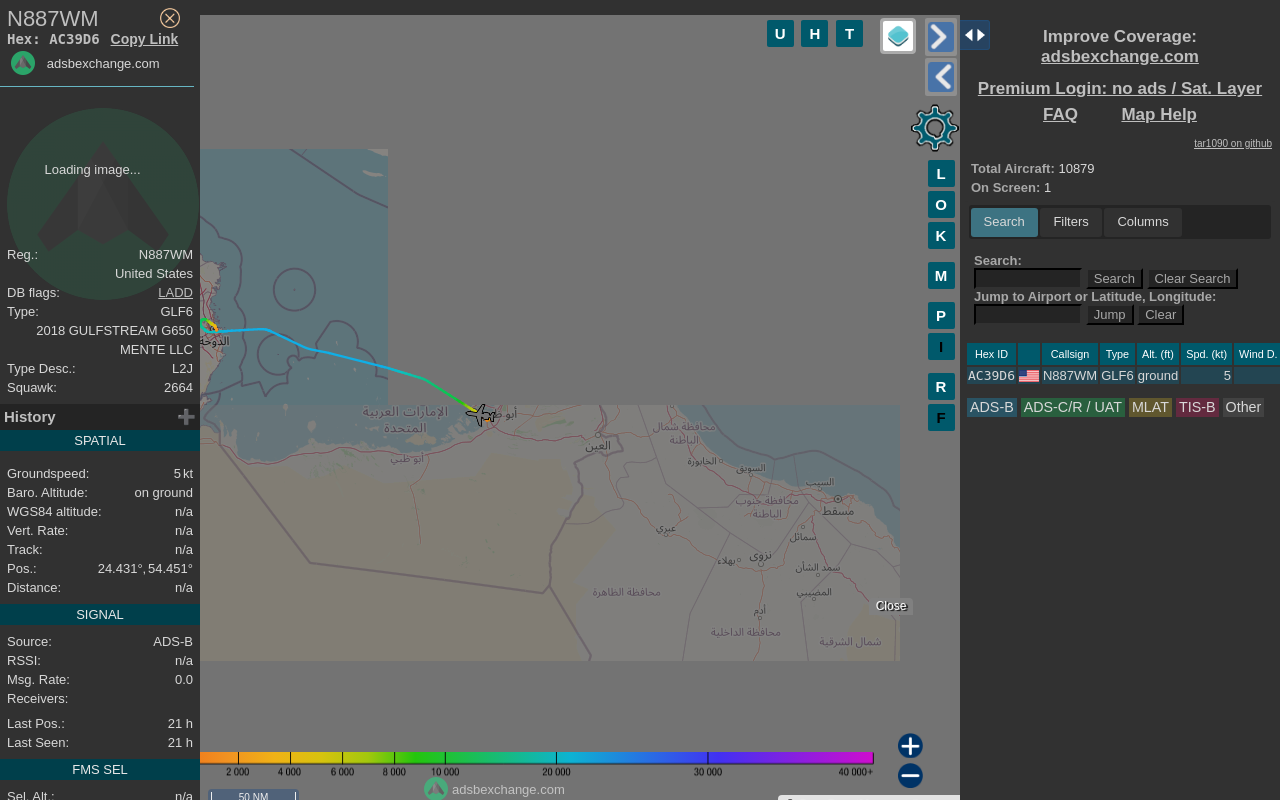 N887WM
Hex: AC39D6 Copy Link
adsbexchange.com
Loading image...
Reg.: N887WM
United States
DB flags: LADD
Type: GLF6
2018 GULFSTREAM G650
MENTE LLC
Type Desc.: L2J
Squawk: 2664
History
SPATIAL
Groundspeed: 5 kt
Baro. Altitude: on ground
WGS84 altitude: n/a
Vert. Rate: n/a
Track: n/a
Pos.: 24.431°, 54.451°
Distance: n/a
SIGNAL
Source: ADS-B
RSSI: n/a
Msg. Rate: 0.0
Receivers:
Last Pos.: 21 h
Last Seen: 21 h
FMS SEL
Sel. Alt.: n/a
U H T
L
O
K
M
P
I
R
F
الدوحة
الإمارات العربية
المتحدة
أبو ظبي
العين
محافظة شمال
الباطنة
الخابورة
السويق
السيب
محافظة جنوب
الباطنة
مسقط
عبري
سمائل
بهلاء
نزوى
سمد الشأن
محافظة الظاهرة
المضيبي
أدم
محافظة الداخلية
شمال الشرقية
Close
2 000 4 000 6 000 8 000 10 000 20 000 30 000 40 000+
adsbexchange.com
50 NM
Improve Coverage:
adsbexchange.com
Premium Login: no ads / Sat. Layer
FAQ Map Help
tar1090 on github
Total Aircraft: 10879
On Screen: 1
Search Filters Columns
Search:
Search Clear Search
Jump to Airport or Latitude, Longitude:
Jump Clear
Hex ID Callsign Type Alt. (ft) Spd. (kt) Wind D.
AC39D6 N887WM GLF6 ground 5
ADS-B ADS-C/R / UAT MLAT TIS-B Other